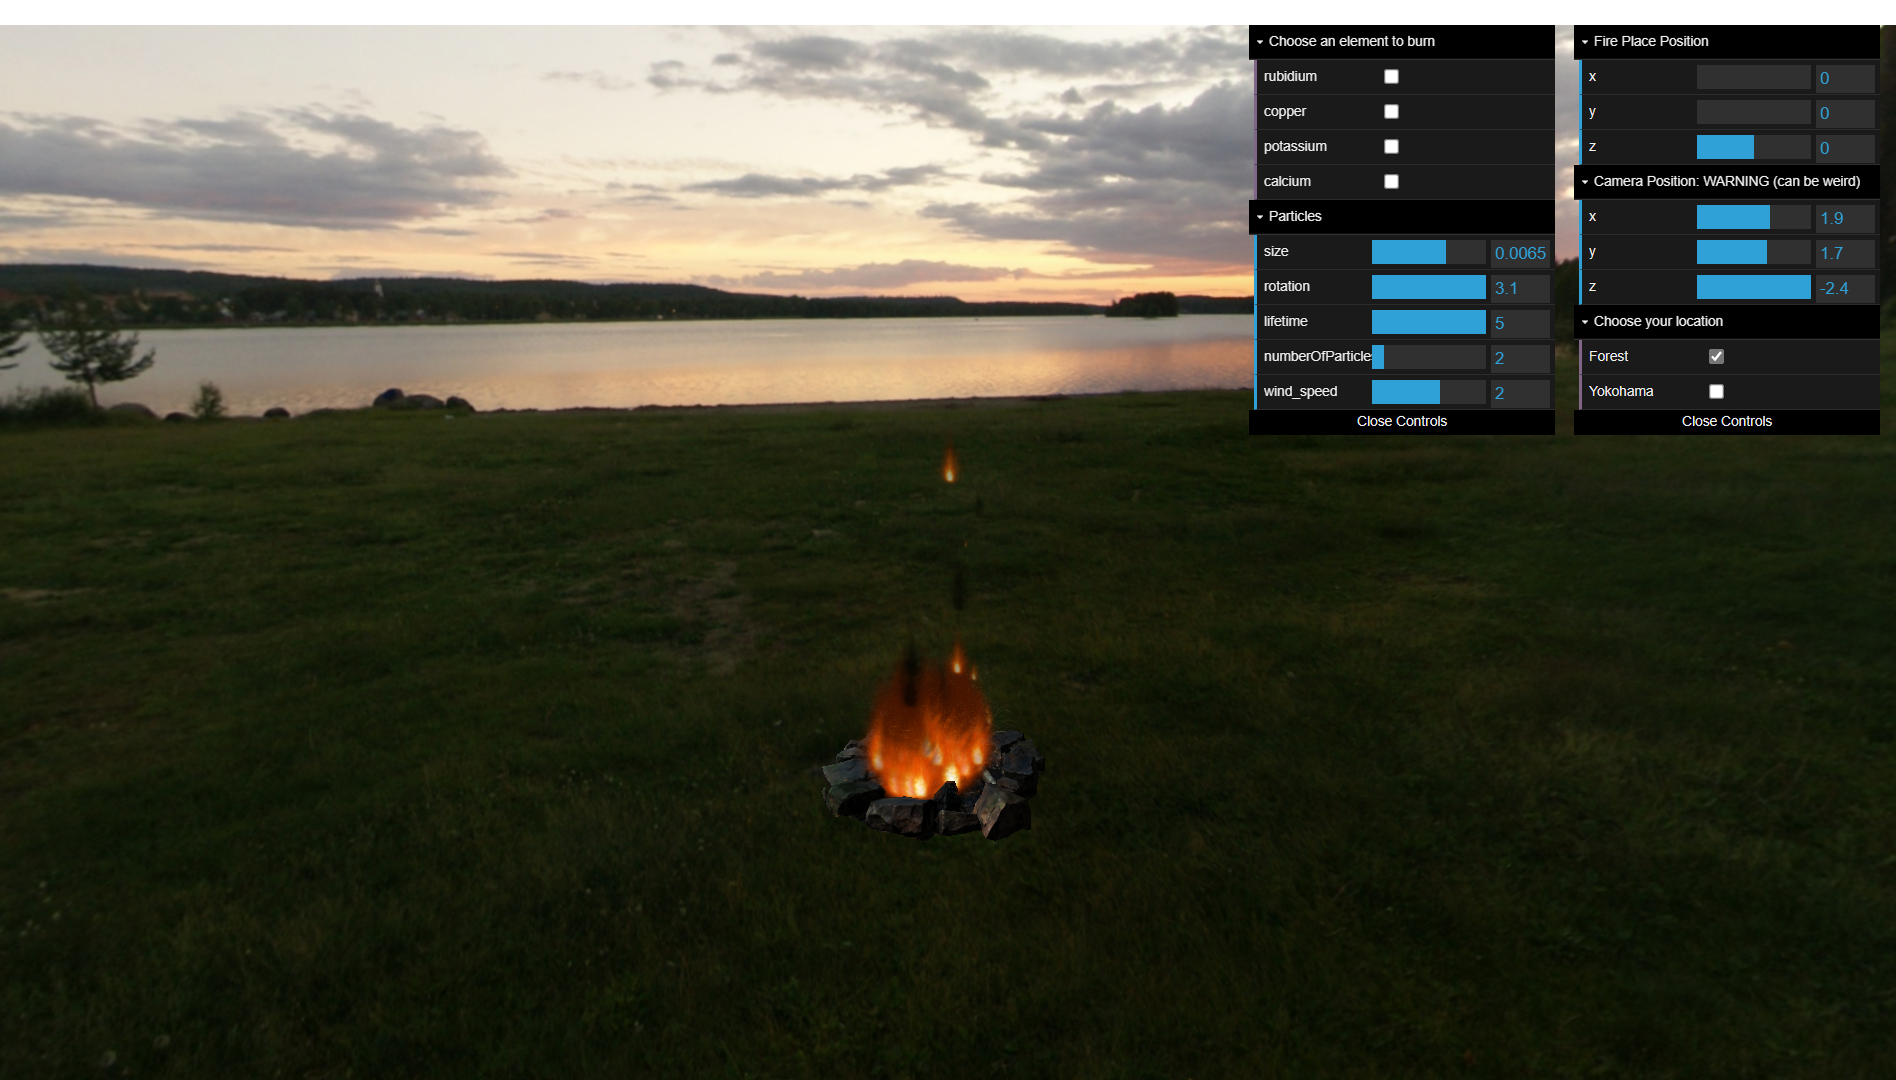 Choose an element to burn
rubidium
copper
potassium
calcium
Particles
size 0.0065
rotation 3.1
lifetime 5
numberOfParticle 2
wind_speed 2
Close Controls
Fire Place Position
x 0
y 0
z 0
Camera Position: WARNING (can be weird)
x 1.9
y 1.7
z -2.4
Choose your location
Forest
Yokohama
Close Controls